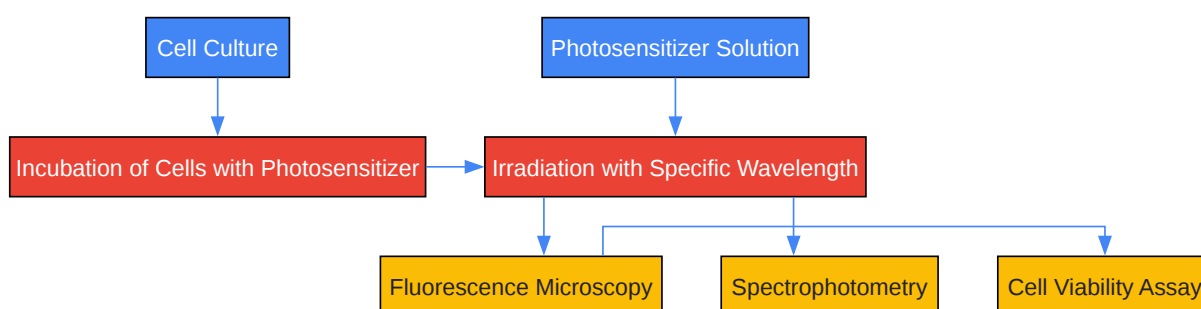 Cell Culture
Photosensitizer Solution
Incubation of Cells with Photosensitizer
Irradiation with Specific Wavelength
Fluorescence Microscopy
Spectrophotometry
Cell Viability Assay